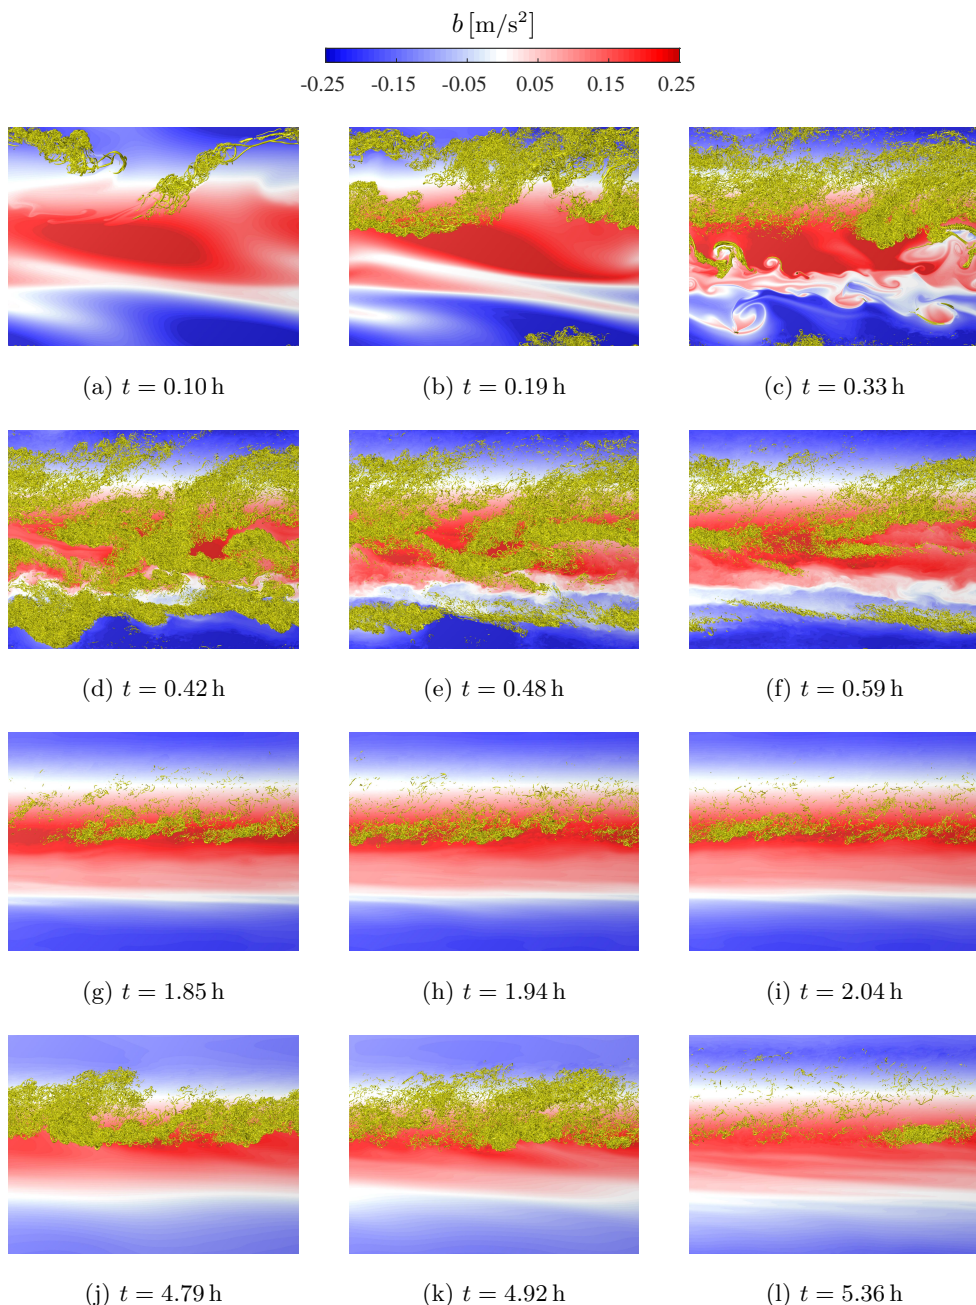 b [m/s²]
-0.25 -0.15 -0.05 0.05 0.15 0.25
(a) t = 0.10 h (b) t = 0.19 h (c) t = 0.33 h
(d) t = 0.42 h (e) t = 0.48 h (f) t = 0.59 h
(g) t = 1.85 h (h) t = 1.94 h (i) t = 2.04 h
(j) t = 4.79 h (k) t = 4.92 h (l) t = 5.36 h